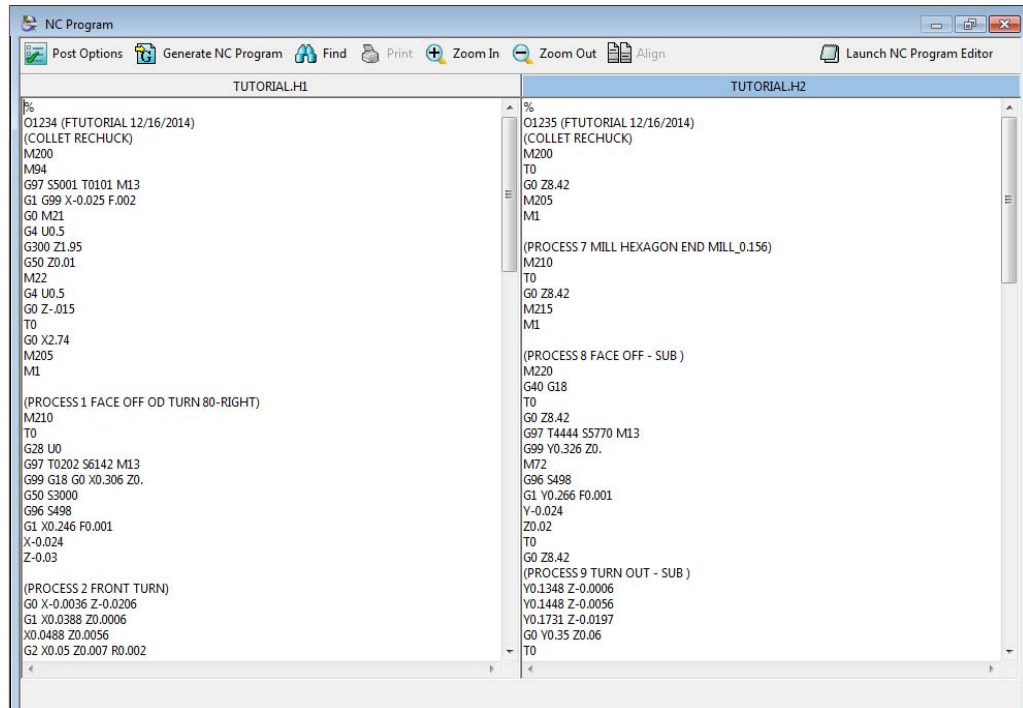 NC Program
Post Options Generate NC Program Find Print Zoom In Zoom Out Align Launch NC Program Editor
TUTORIAL.H1
%
O1234 (FTUTORIAL 12/16/2014)
(COLLET RECHUCK)
M200
M94
G97 S5001 T0101 M13
G1 G99 X-0.025 F.002
G0 M21
G4 U0.5
G300 Z1.95
G50 Z0.01
M22
G4 U0.5
G0 Z-.015
T0
G0 X2.74
M205
M1
(PROCESS 1 FACE OFF OD TURN 80-RIGHT)
M210
T0
G28 U0
G97 T0202 S6142 M13
G99 G18 G0 X0.306 Z0.
G50 S3000
G96 S498
G1 X0.246 F0.001
X-0.024
Z-0.03
(PROCESS 2 FRONT TURN)
G0 X-0.0036 Z-0.0206
G1 X0.0388 Z0.0006
X0.0488 Z0.0056
G2 X0.05 Z0.007 R0.002
TUTORIAL.H2
%
O1235 (FTUTORIAL 12/16/2014)
(COLLET RECHUCK)
M200
T0
G0 Z8.42
M205
M1
(PROCESS 7 MILL HEXAGON END MILL_0.156)
M210
T0
G0 Z8.42
M215
M1
(PROCESS 8 FACE OFF - SUB )
M220
G40 G18
T0
G0 Z8.42
G97 T4444 S5770 M13
G99 Y0.326 Z0.
M72
G96 S498
G1 Y0.266 F0.001
Y-0.024
Z0.02
T0
G0 Z8.42
(PROCESS 9 TURN OUT - SUB )
Y0.1348 Z-0.0006
Y0.1448 Z-0.0056
Y0.1731 Z-0.0197
G0 Y0.35 Z0.06
T0